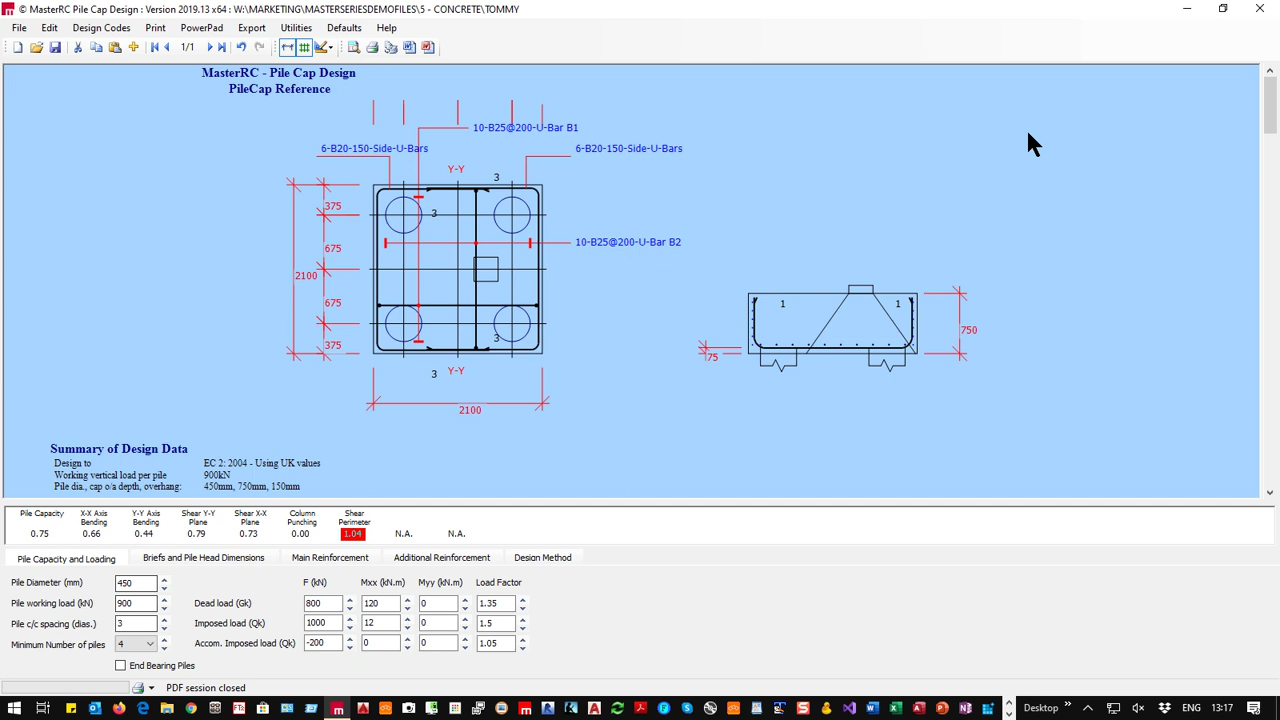 © MasterRC Pile Cap Design : Version 2019.13 x64 : W:\MARKETING\MASTERSERIESDEMOFILES\5 - CONCRETE\TOMMY
File Edit Design Codes Print PowerPad Export Utilities Defaults Help
1/1
MasterRC - Pile Cap Design
PileCap Reference
10-B25@200-U-Bar B1
6-B20-150-Side-U-Bars
6-B20-150-Side-U-Bars
Y-Y
3
375
3
675
10-B25@200-U-Bar B2
2100
675
3
375
3
Y-Y
2100
1
1
750
75
Summary of Design Data
Design to EC 2: 2004 - Using UK values
Working vertical load per pile 900kN
Pile dia., cap o/a depth, overhang: 450mm, 750mm, 150mm
Pile Capacity X-X Axis Bending Y-Y Axis Bending Shear Y-Y Plane Shear X-X Plane Column Punching Shear Perimeter
0.75 0.66 0.44 0.79 0.73 0.00 1.04 N.A. N.A.
Pile Capacity and Loading Briefs and Pile Head Dimensions Main Reinforcement Additional Reinforcement Design Method
Pile Diameter (mm) 450 F (kN) Mxx (kN.m) Myy (kN.m) Load Factor
Pile working load (kN) 900 Dead load (Gk) 800 120 0 1.35
Pile c/c spacing (dias.) 3 Imposed load (Qk) 1000 12 0 1.5
Minimum Number of piles 4 Accom. Imposed load (Qk) -200 0 0 1.05
End Bearing Piles
PDF session closed
Desktop ENG 13:17